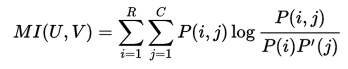 MI(U, V) = \sum_{i=1}^{R} \sum_{j=1}^{C} P(i, j) \log \frac{P(i, j)}{P(i)P'(j)}